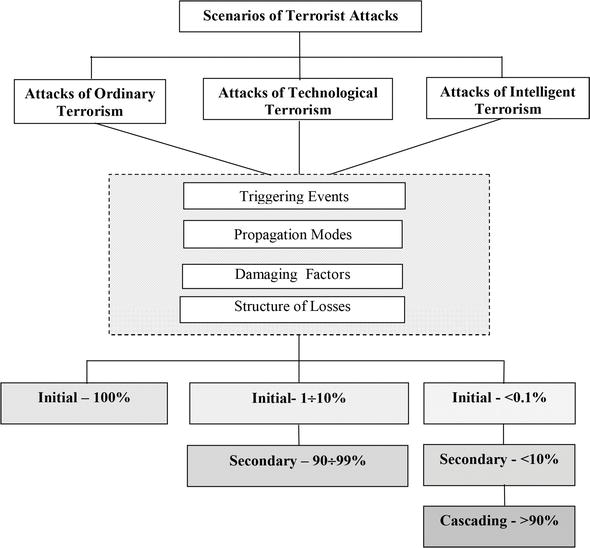 Scenarios of Terrorist Attacks
Attacks of Ordinary
Terrorism
Attacks of Technological
Terrorism
Attacks of Intelligent
Terrorism
Triggering Events
Propagation Modes
Damaging Factors
Structure of Losses
Initial – 100%
Initial- 1÷10%
Initial - <0.1%
Secondary – 90÷99%
Secondary - <10%
Cascading - >90%